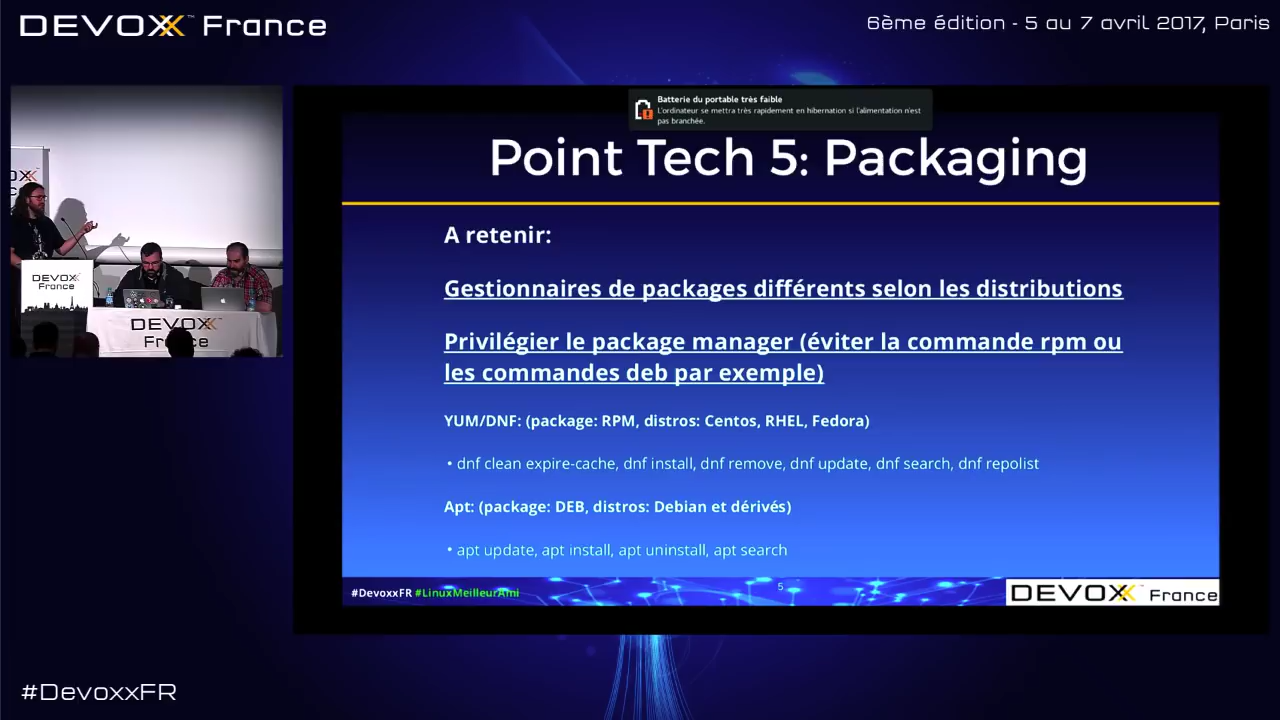 DEVOXX™ France
6ème édition - 5 au 7 avril 2017, Paris
Batterie du portable très faible
L'ordinateur se mettra très rapidement en hibernation si l'alimentation n'est
pas branchée.
Point Tech 5: Packaging
A retenir:
Gestionnaires de packages différents selon les distributions
Privilégier le package manager (éviter la commande rpm ou
les commandes deb par exemple)
YUM/DNF: (package: RPM, distros: Centos, RHEL, Fedora)
• dnf clean expire-cache, dnf install, dnf remove, dnf update, dnf search, dnf repolist
Apt: (package: DEB, distros: Debian et dérivés)
• apt update, apt install, apt uninstall, apt search
#DevoxxFR #LinuxMeilleurAmi
5
DEVOXX™ France
DEVOXX
France
DEVOXX
France
#DevoxxFR